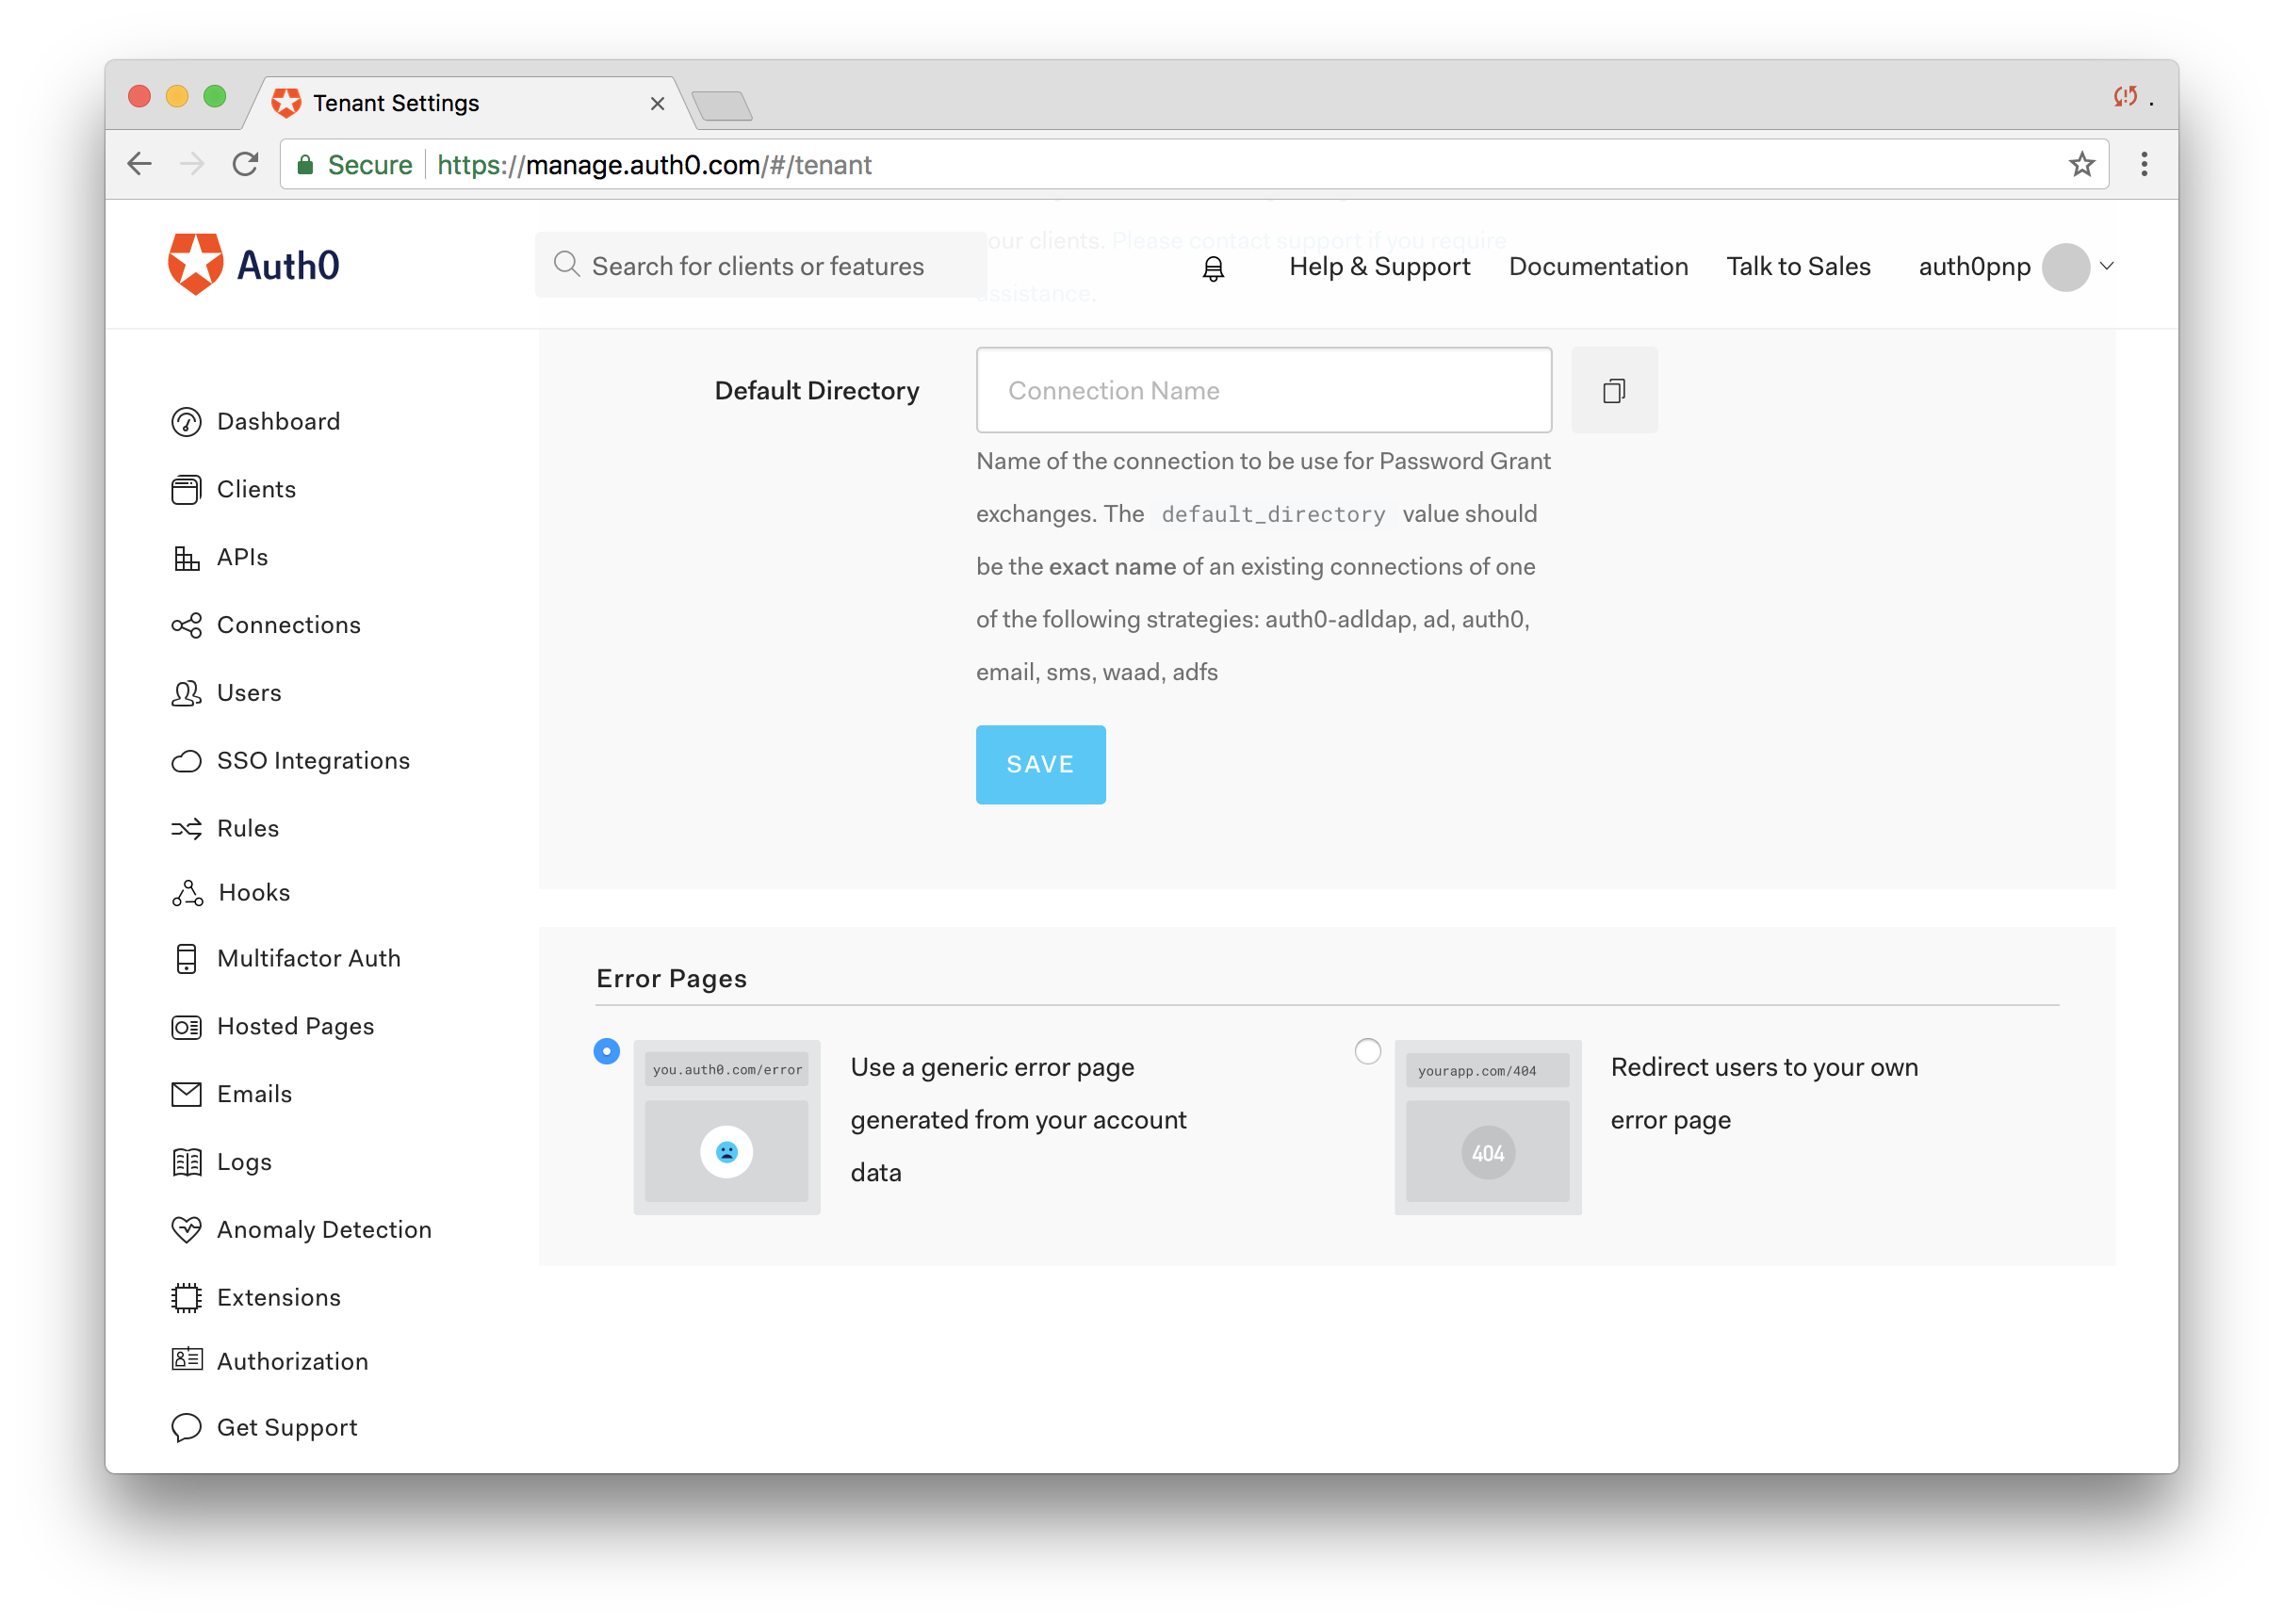 Tenant Settings
Secure https://manage.auth0.com/#/tenant
Auth0
Search for clients or features
our clients. Please contact support if you require
assistance.
Help & Support
Documentation
Talk to Sales
auth0pnp
Dashboard
Clients
APIs
Connections
Users
SSO Integrations
Rules
Hooks
Multifactor Auth
Hosted Pages
Emails
Logs
Anomaly Detection
Extensions
Authorization
Get Support
Default Directory
Connection Name
Name of the connection to be use for Password Grant
exchanges. The default_directory value should
be the exact name of an existing connections of one
of the following strategies: auth0-adldap, ad, auth0,
email, sms, waad, adfs
SAVE
Error Pages
you.auth0.com/error
Use a generic error page
generated from your account
data
yourapp.com/404
404
Redirect users to your own
error page